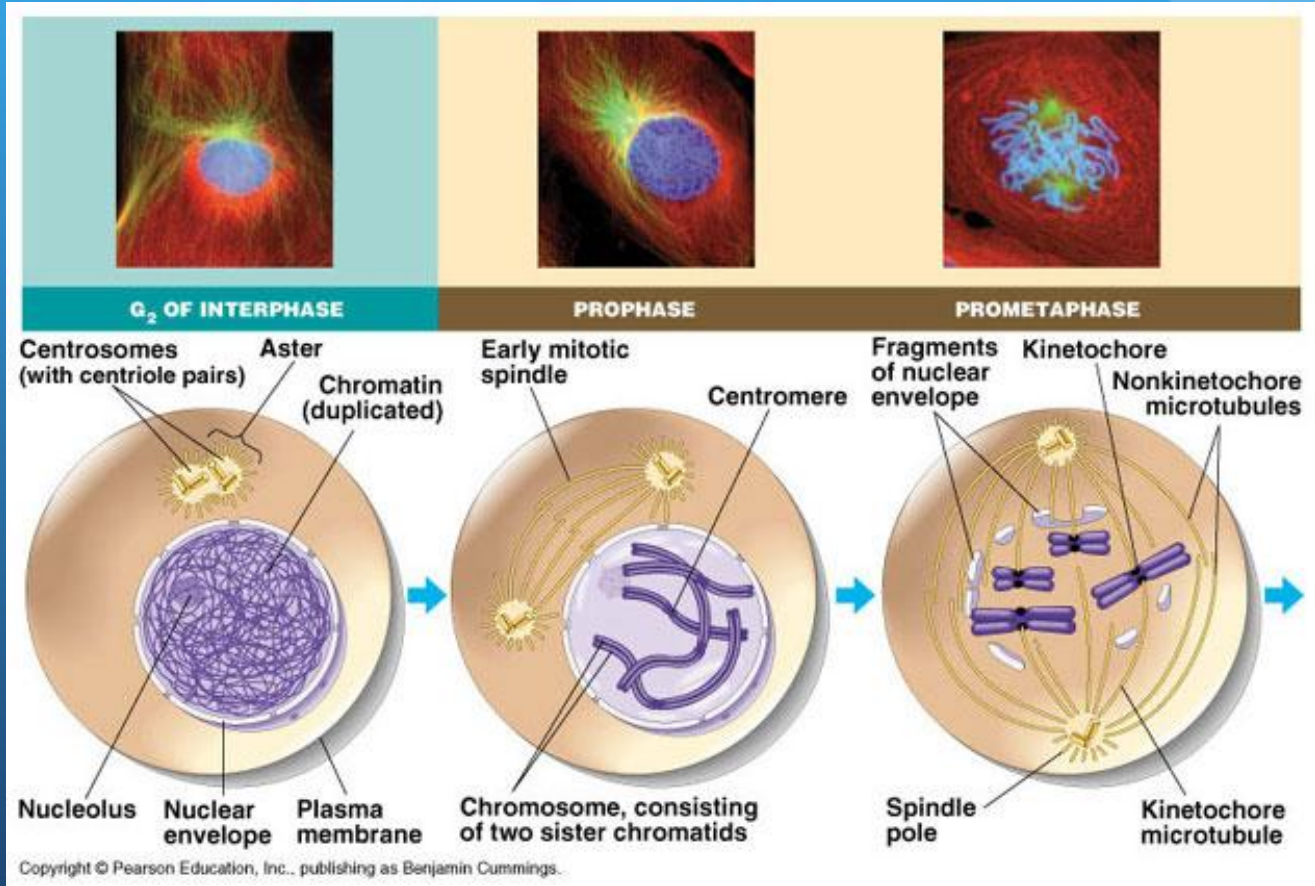 G₂ OF INTERPHASE
PROPHASE
PROMETAPHASE
Centrosomes
(with centriole pairs)
Aster
Chromatin
(duplicated)
Early mitotic
spindle
Centromere
Fragments
of nuclear
envelope
Kinetochore
Nonkinetochore
microtubules
Nucleolus
Nuclear
envelope
Plasma
membrane
Chromosome, consisting
of two sister chromatids
Spindle
pole
Kinetochore
microtubule
Copyright © Pearson Education, Inc., publishing as Benjamin Cummings.